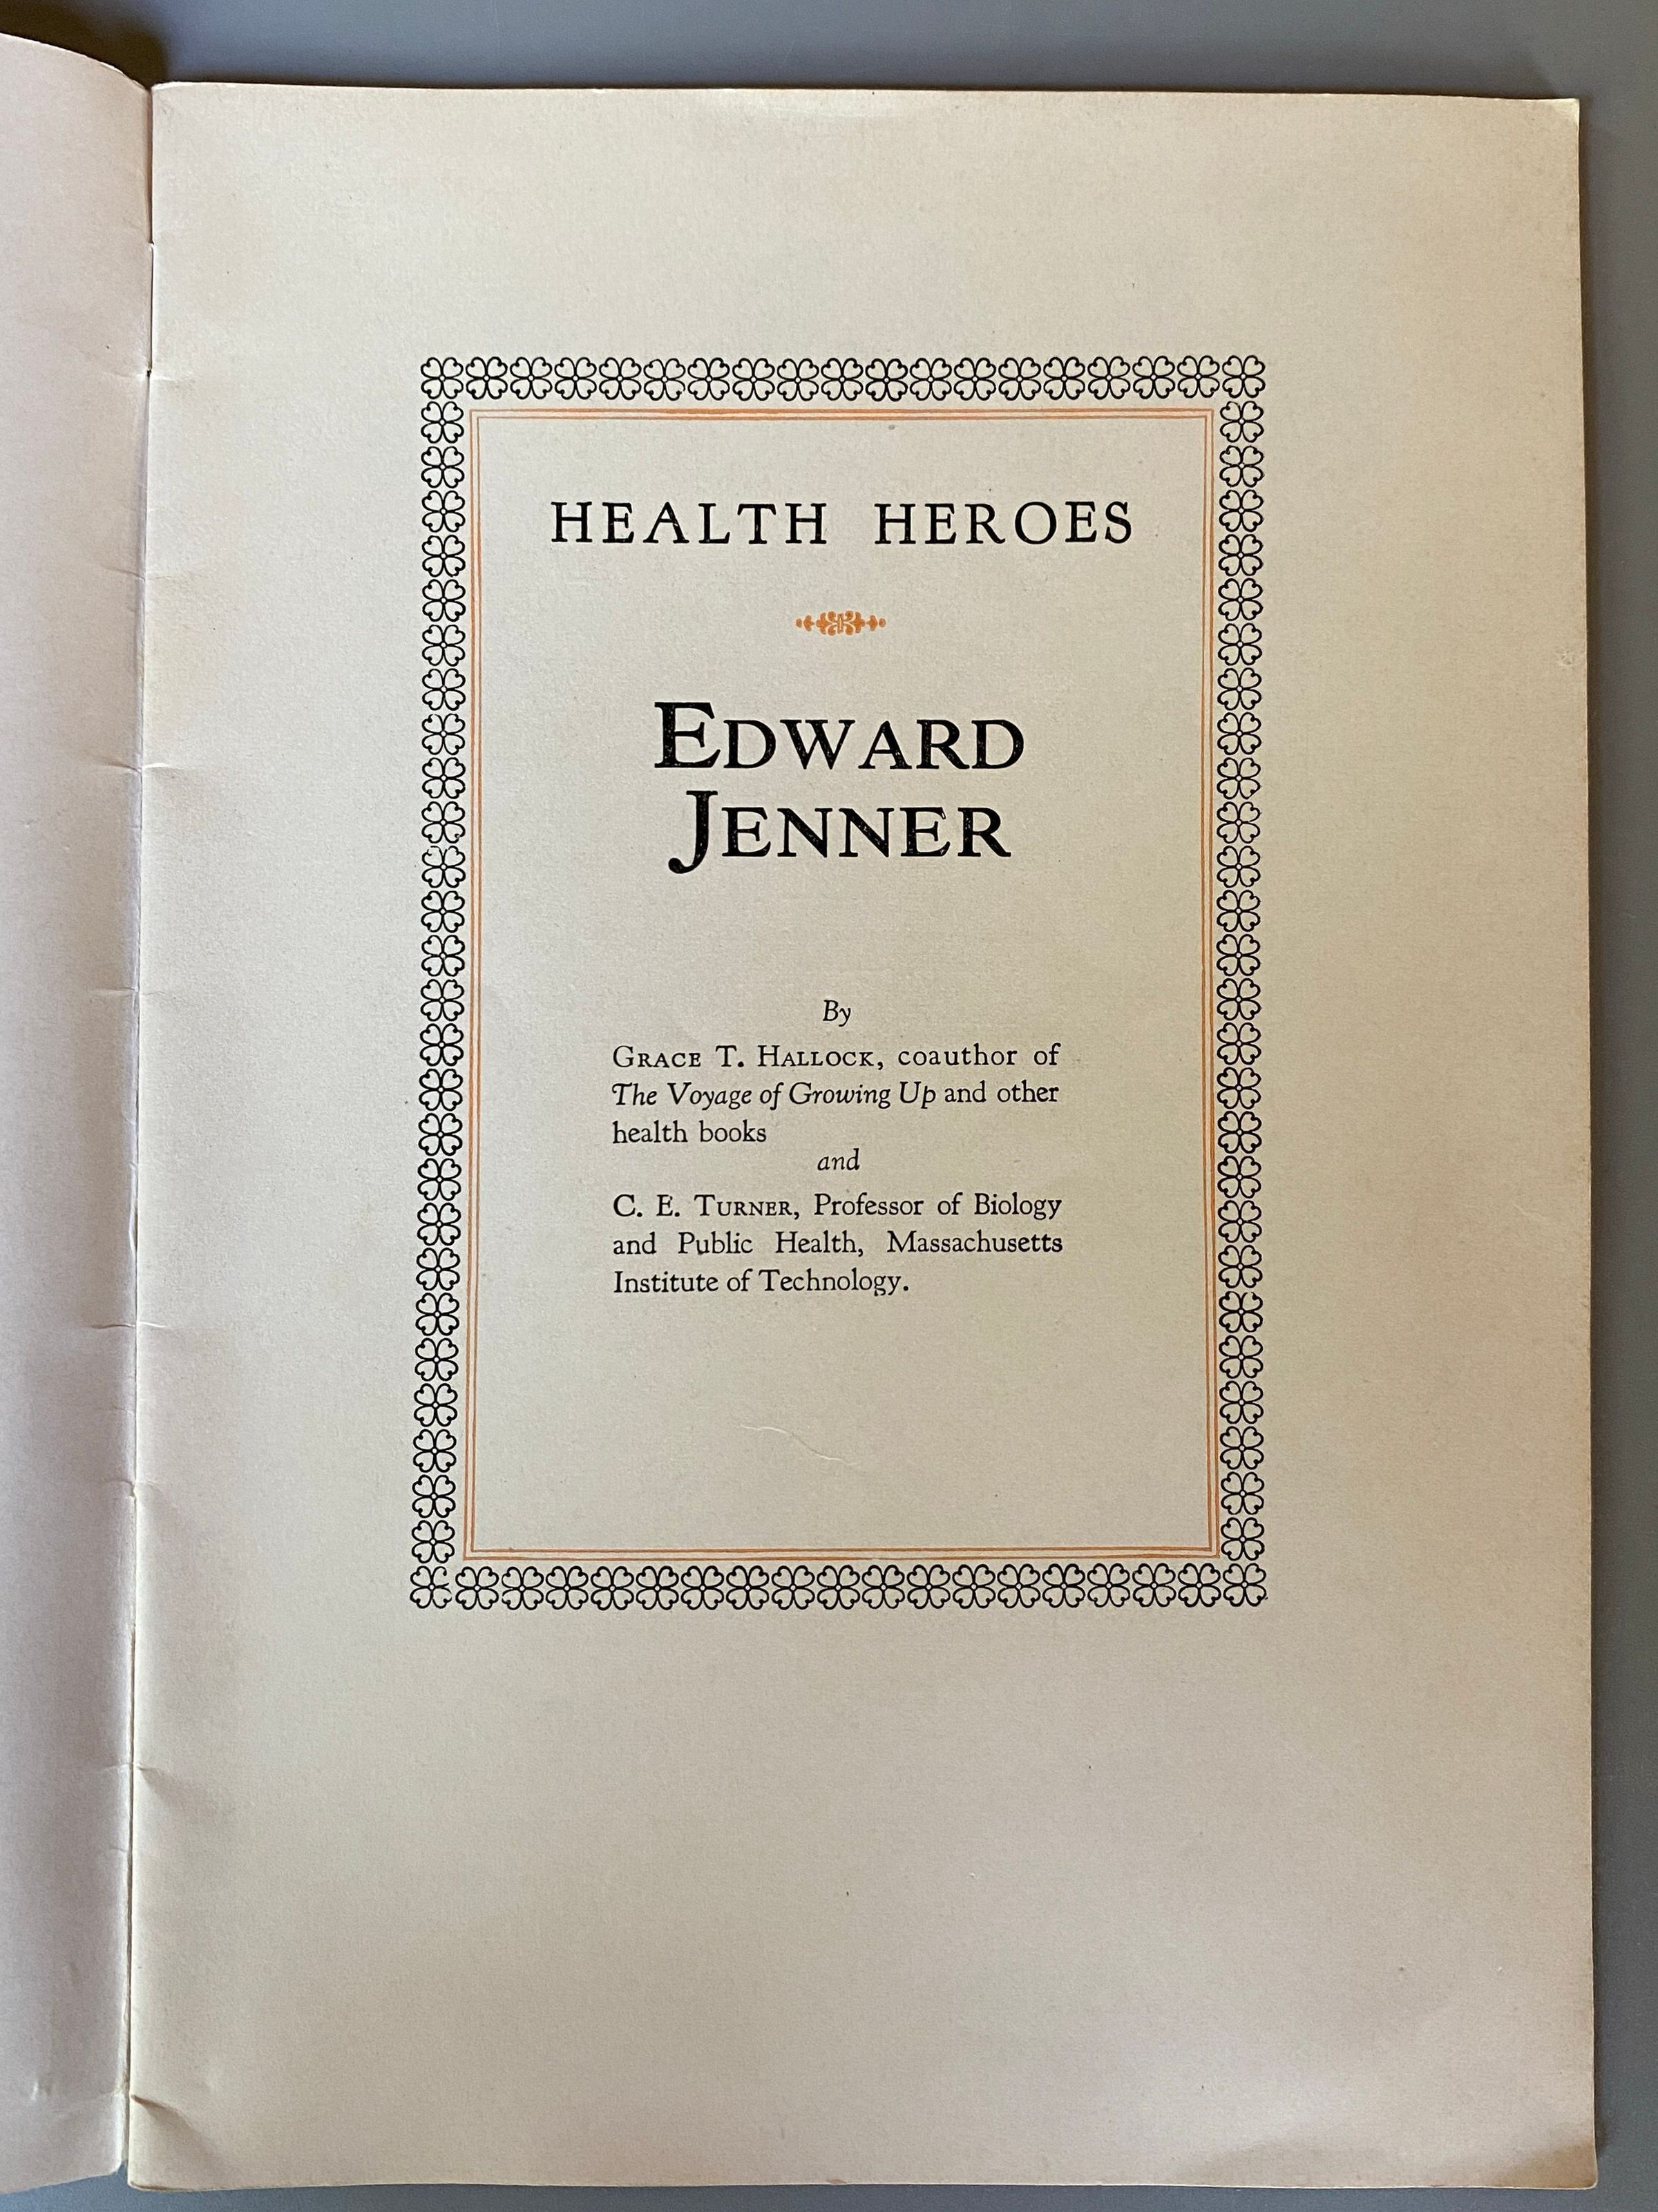 HEALTH HEROES
EDWARD
JENNER
By
GRACE T. HALLOCK, coauthor of
The Voyage of Growing Up and other
health books
and
C. E. TURNER, Professor of Biology
and Public Health, Massachusetts
Institute of Technology.